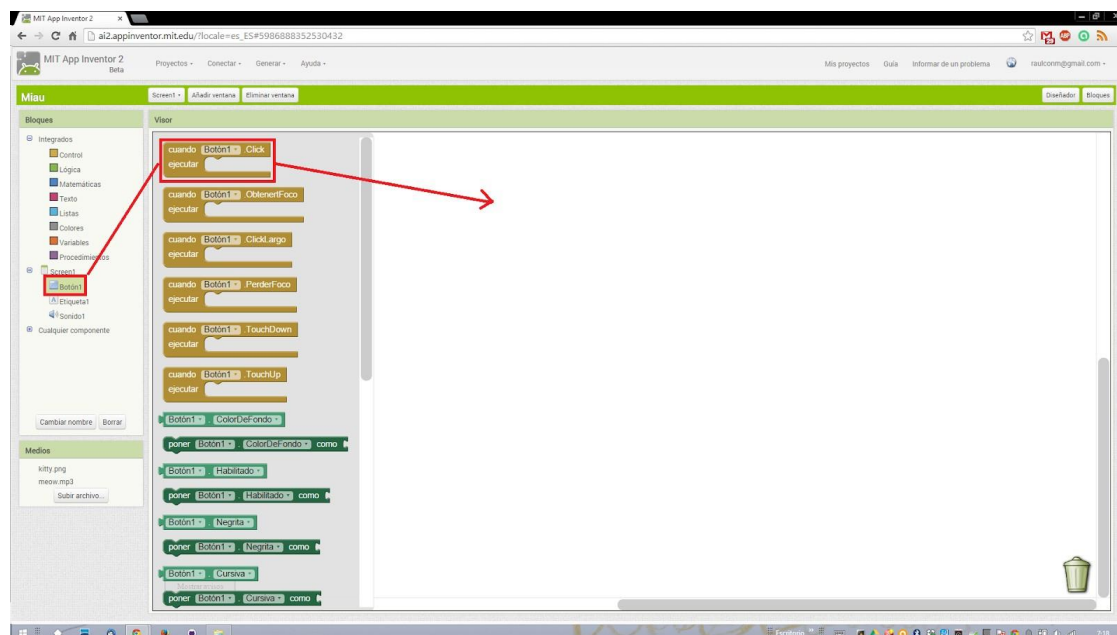 MIT App Inventor 2
ai2.appinventor.mit.edu/?locale=es_ES#5986888352530432
MIT App Inventor 2
Beta
Proyectos
Conectar
Generar
Ayuda
Mis proyectos
Guía
Informar de un problema
raulconm@gmail.com
Miau
Screen1
Añadir ventana
Eliminar ventana
Diseñador
Bloques
Bloques
Integrados
Control
Lógica
Matemáticas
Texto
Listas
Colores
Variables
Procedimientos
Screen1
Botón1
Etiqueta1
Sonido1
Cualquier componente
Cambiar nombre
Borrar
Medios
kitty.png
meow.mp3
Subir archivo...
Visor
cuando Botón1 .Click
ejecutar
cuando Botón1 .ObtenertFoco
ejecutar
cuando Botón1 .ClickLargo
ejecutar
cuando Botón1 .PerderFoco
ejecutar
cuando Botón1 .TouchDown
ejecutar
cuando Botón1 .TouchUp
ejecutar
Botón1 . ColorDeFondo
poner Botón1 . ColorDeFondo como
Botón1 . Habilitado
poner Botón1 . Habilitado como
Botón1 . Negrita
poner Botón1 . Negrita como
Botón1 . Cursiva
poner Botón1 . Cursiva como
Escritorio